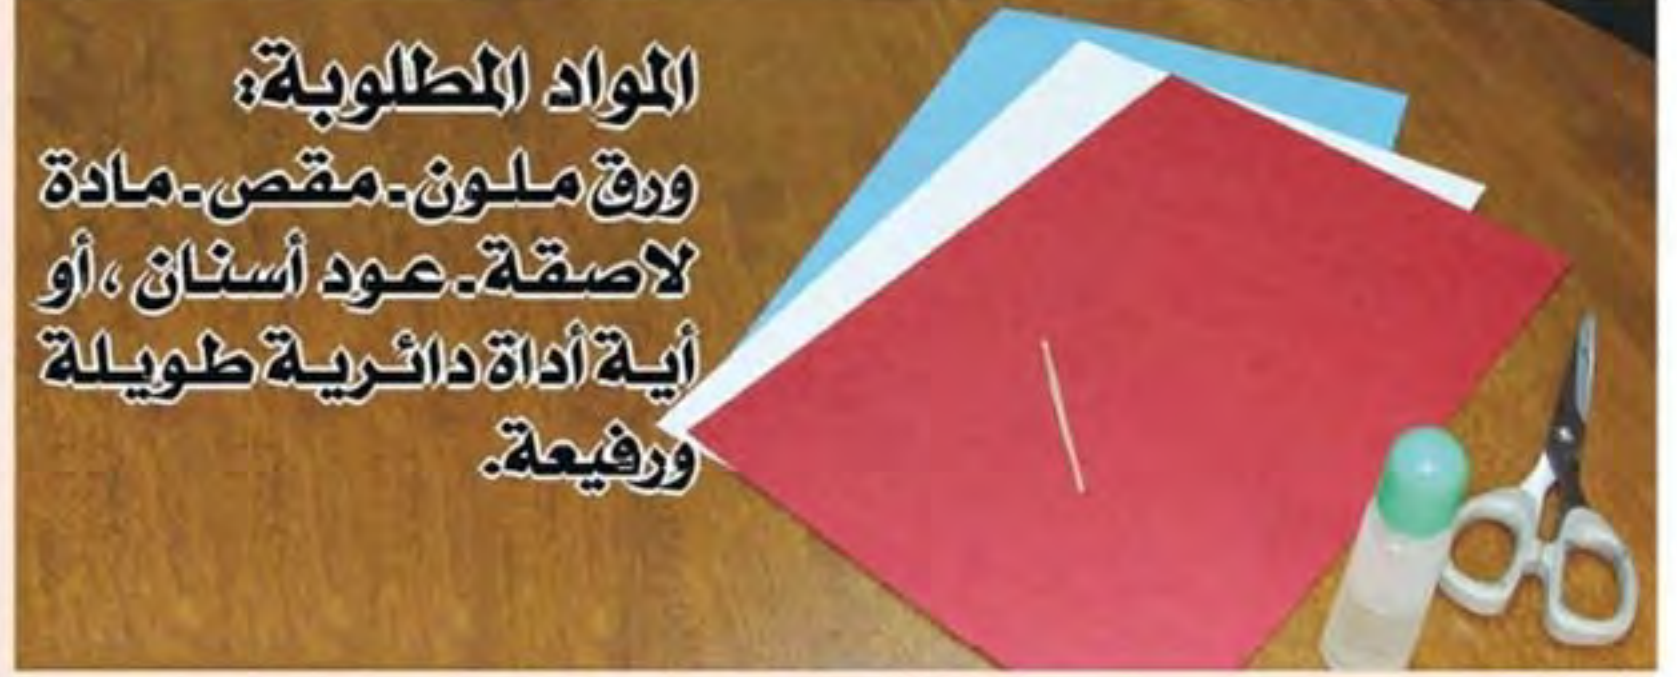 المواد المطلوبة:
ورق ملون - مقص - مادة
لاصقة - عود أسنان ، أو
أية أداة دائرية طويلة
ورفيعة.